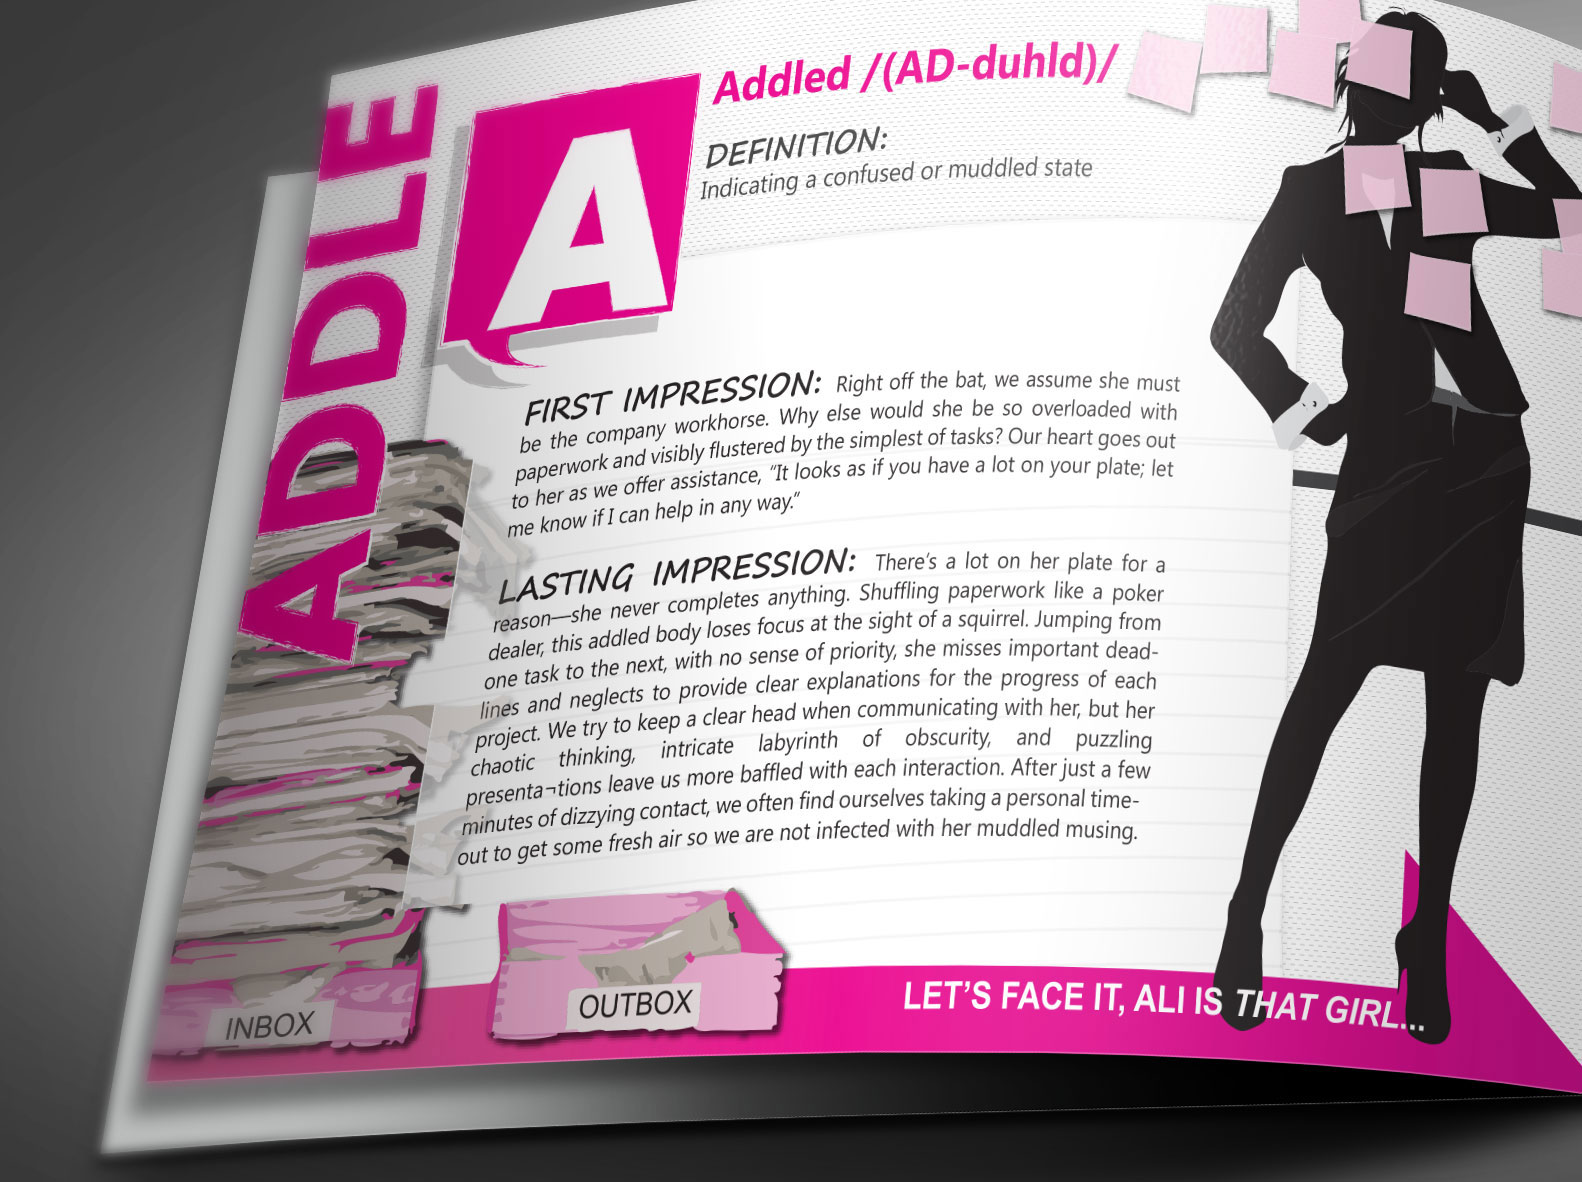 ADDLE
A
Addled /(AD-duhld)/
DEFINITION:
Indicating a confused or muddled state
FIRST IMPRESSION: Right off the bat, we assume she must
be the company workhorse. Why else would she be so overloaded with
paperwork and visibly flustered by the simplest of tasks? Our heart goes out
to her as we offer assistance, “It looks as if you have a lot on your plate; let
me know if I can help in any way.”
LASTING IMPRESSION: There’s a lot on her plate for a
reason—she never completes anything. Shuffling paperwork like a poker
dealer, this addled body loses focus at the sight of a squirrel. Jumping from
one task to the next, with no sense of priority, she misses important dead-
lines and neglects to provide clear explanations for the progress of each
project. We try to keep a clear head when communicating with her, but her
chaotic thinking, intricate labyrinth of obscurity, and puzzling
presenta¬tions leave us more baffled with each interaction. After just a few
minutes of dizzying contact, we often find ourselves taking a personal time-
out to get some fresh air so we are not infected with her muddled musing.
INBOX
OUTBOX
LET’S FACE IT, ALI IS THAT GIRL...